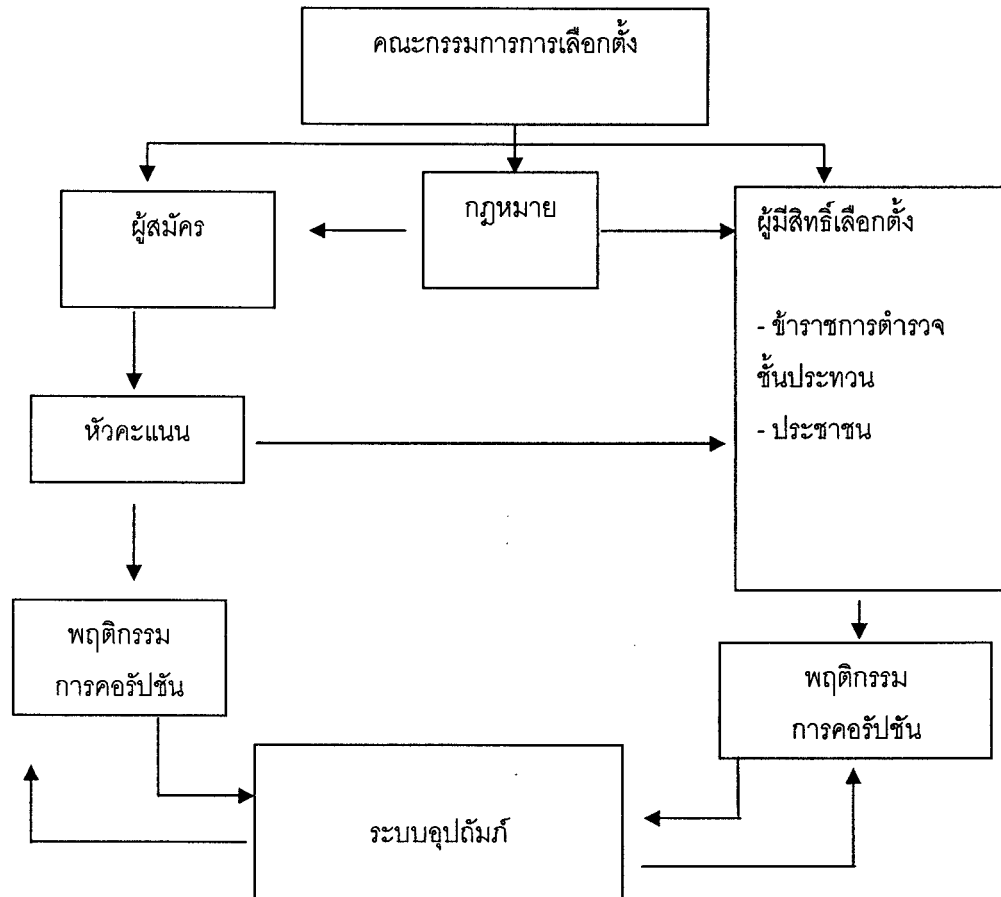 คณะกรรมการการเลือกตั้ง
ผู้สมัคร
กฎหมาย
ผู้มีสิทธิ์เลือกตั้ง
- ข้าราชการตำรวจ
ชั้นประทวน
- ประชาชน
หัวคะแนน
พฤติกรรม
การคอรัปชัน
พฤติกรรม
การคอรัปชัน
ระบบอุปถัมภ์